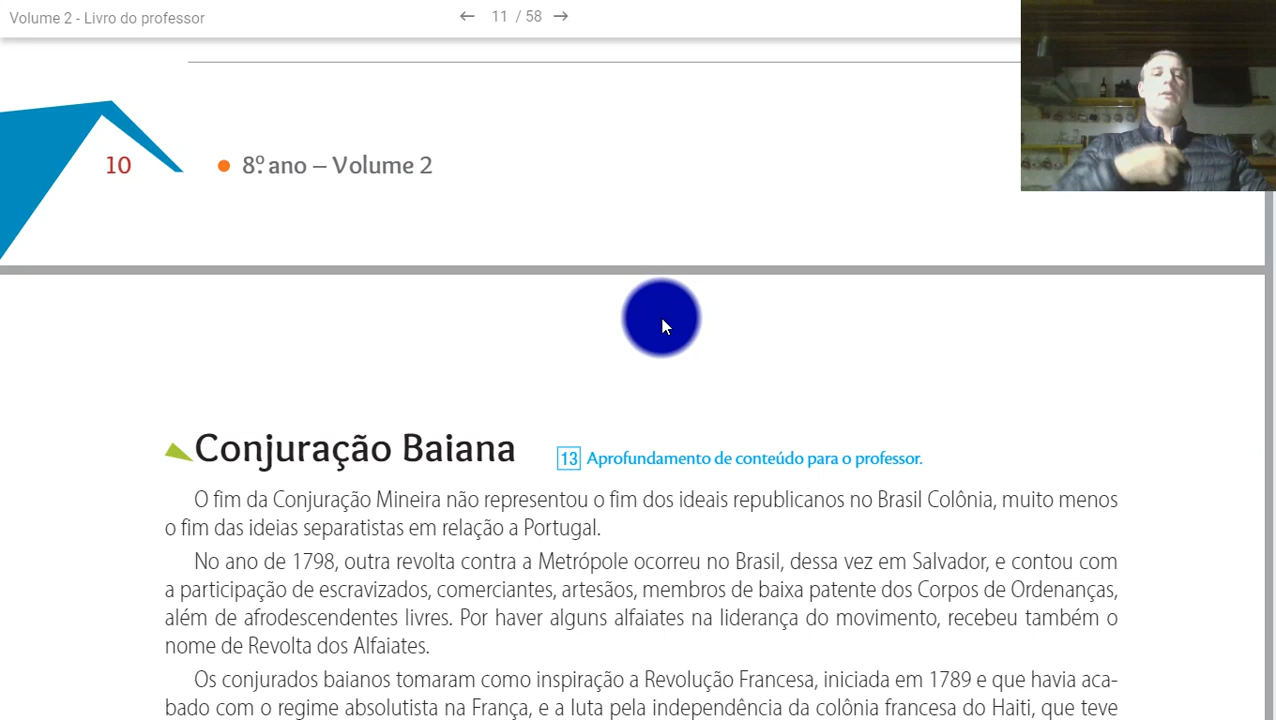 Volume 2 - Livro do professor
← 11 / 58 →
10 • 8º. ano – Volume 2
Conjuração Baiana
13 Aprofundamento de conteúdo para o professor.
O fim da Conjuração Mineira não representou o fim dos ideais republicanos no Brasil Colônia, muito menos
o fim das ideias separatistas em relação a Portugal.
No ano de 1798, outra revolta contra a Metrópole ocorreu no Brasil, dessa vez em Salvador, e contou com
a participação de escravizados, comerciantes, artesãos, membros de baixa patente dos Corpos de Ordenanças,
além de afrodescendentes livres. Por haver alguns alfaiates na liderança do movimento, recebeu também o
nome de Revolta dos Alfaiates.
Os conjurados baianos tomaram como inspiração a Revolução Francesa, iniciada em 1789 e que havia aca-
bado com o regime absolutista na França, e a luta pela independência da colônia francesa do Haiti, que teve